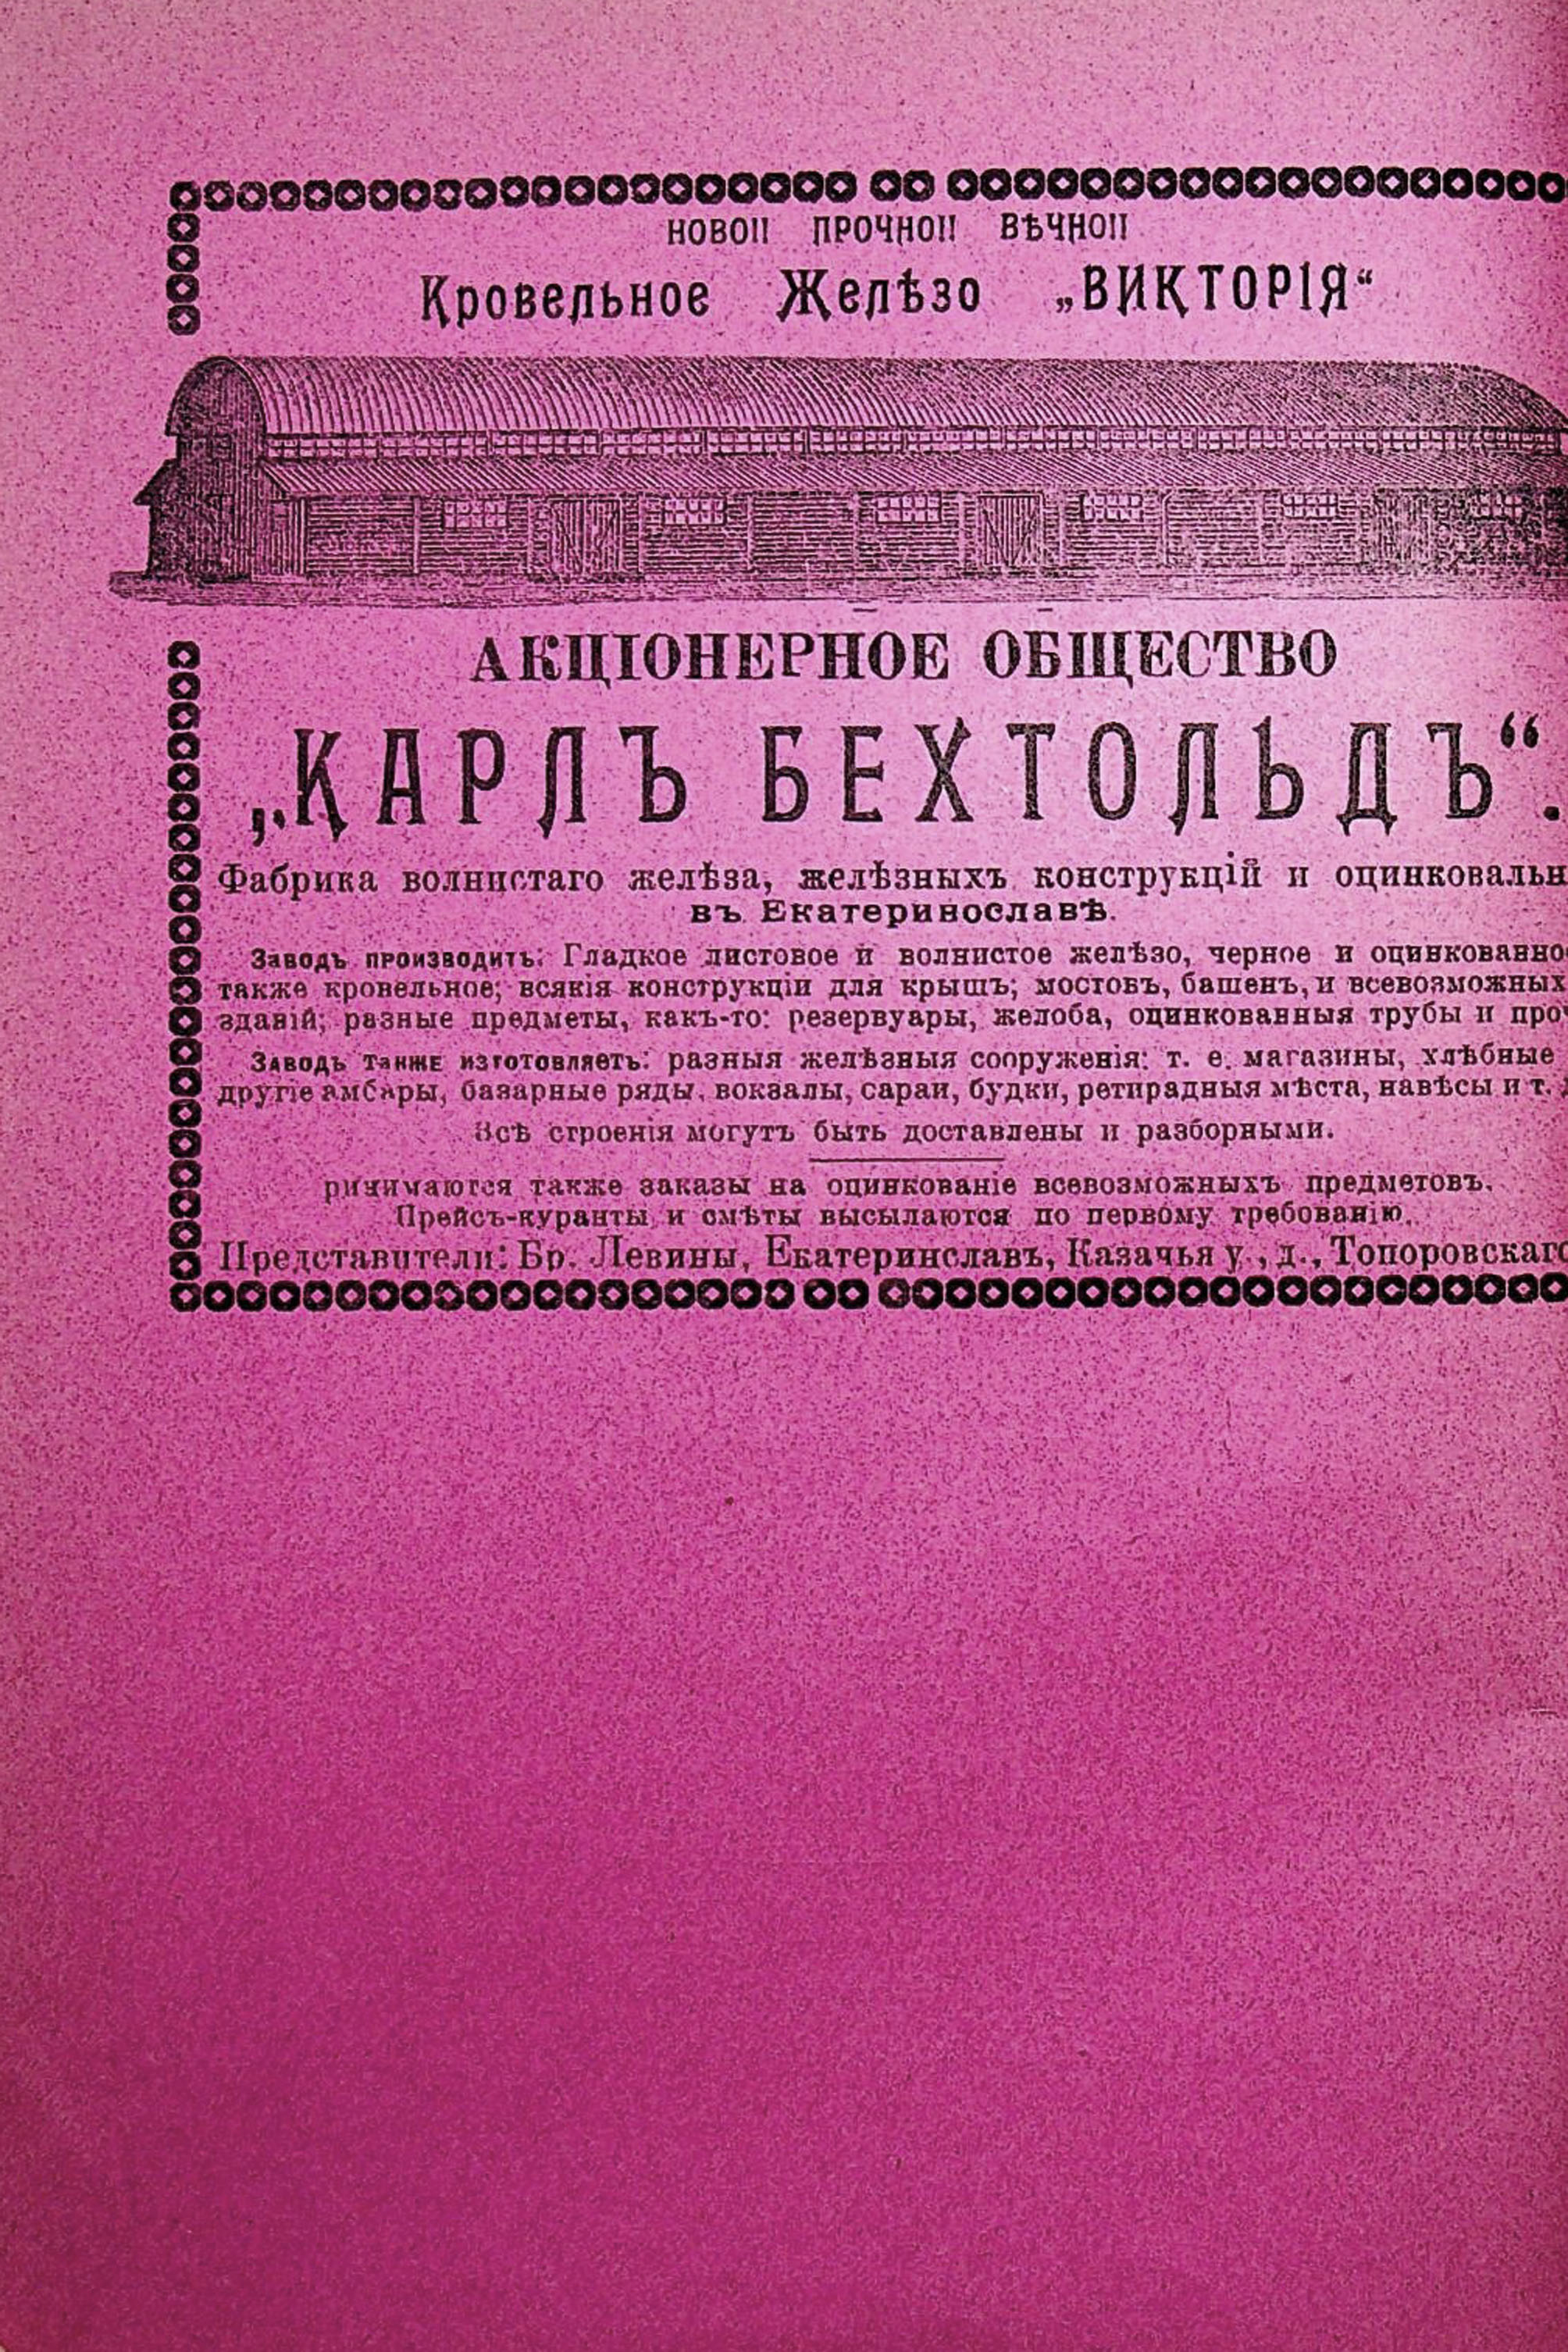 НОВО!! ПРОЧНО!! ВѢЧНО!!
Кровельное Желѣзо „ВИКТОРІЯ“
АКЦІОНЕРНОЕ ОБЩЕСТВО
„КАРЛЪ БЕХТОЛЬДЪ“.
Фабрика волнистаго желѣза, желѣзныхъ конструкцій и оцинковальн
въ Екатеринославѣ.
Заводъ производитъ: Гладкое листовое и волнистое желѣзо, черное и оцинкованно
также кровельное; всякія конструкціи для крышъ; мостовъ, башенъ, и всевозможныхъ
зданій; разные предметы, какъ-то: резервуары, желоба, оцинкованныя трубы и проч
Заводъ также изготовляетъ: разныя желѣзныя сооруженія: т. е. магазины, хлѣбные
другіе амбары, базарные ряды, вокзалы, сараи, будки, ретирадныя мѣста, навѣсы и т.
Всѣ строенія могутъ быть доставлены и разборными.
ринимаются также заказы на оцинкованіе всевозможныхъ предметовъ.
Прейсъ-куранты и смѣты высылаются по первому требованію.
Представители: Бр. Левины, Екатеринславъ, Казачья у., д., Топоровскаго